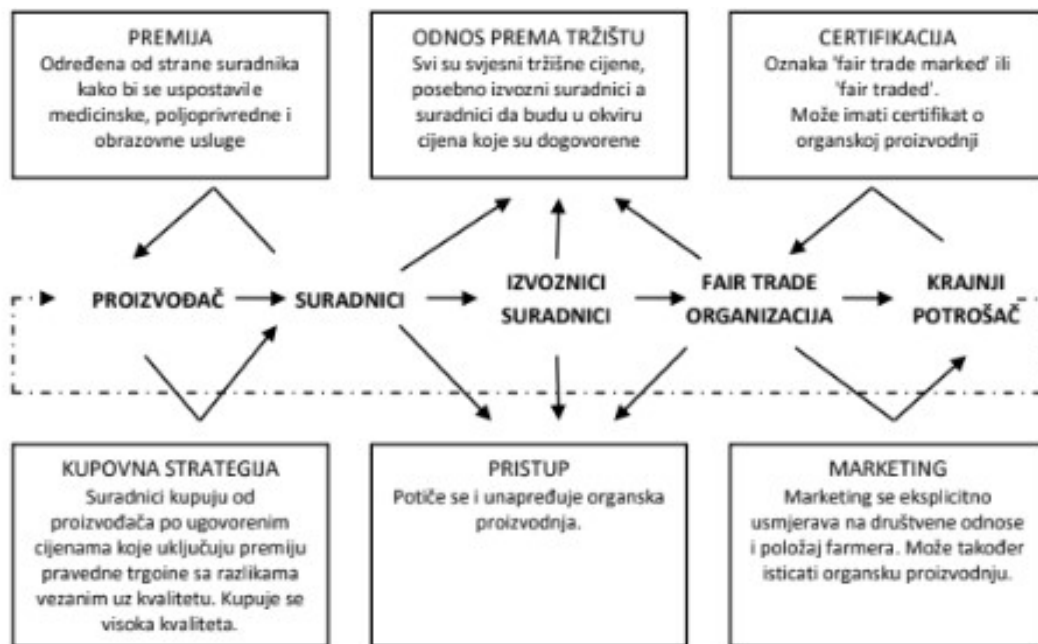 PREMIJA
Određena od strane suradnika
kako bi se uspostavile
medicinske, poljoprivredne i
obrazovne usluge
ODNOS PREMA TRŽIŠTU
Svi su svjesni tržišne cijene,
posebno izvozni suradnici a
suradnici da budu u okviru
cijena koje su dogovorene
CERTIFIKACIJA
Oznaka 'fair trade marked' ili
'fair traded'.
Može imati certifikat o
organskoj proizvodnji
PROIZVOĐAČ
SURADNICI
IZVOZNICI
SURADNICI
FAIR TRADE
ORGANIZACIJA
KRAJNJI
POTROŠAČ
KUPOVNA STRATEGIJA
Suradnici kupuju od
proizvođača po ugovorenim
cijenama koje uključuju premiju
pravedne trgoine sa razlikama
vezanim uz kvalitetu. Kupuje se
visoka kvaliteta.
PRISTUP
Potiče se i unapređuje organska
proizvodnja.
MARKETING
Marketing se eksplicitno
usmjerava na društvene odnose
i položaj farmera. Može također
isticati organsku proizvodnju.